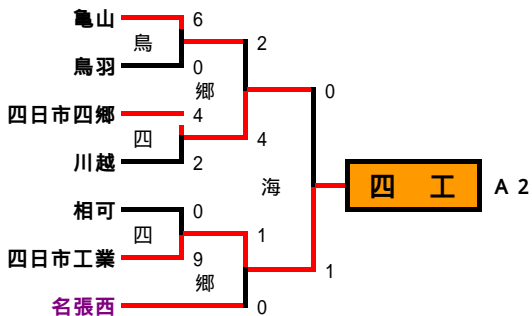 亀山 6
鳥 2
鳥羽 0
郷 0
四日市四郷 4
四 4
川越 2
海
四 工 A 2
相可 0
四 1
四日市工業 9
郷 1
名張西 0